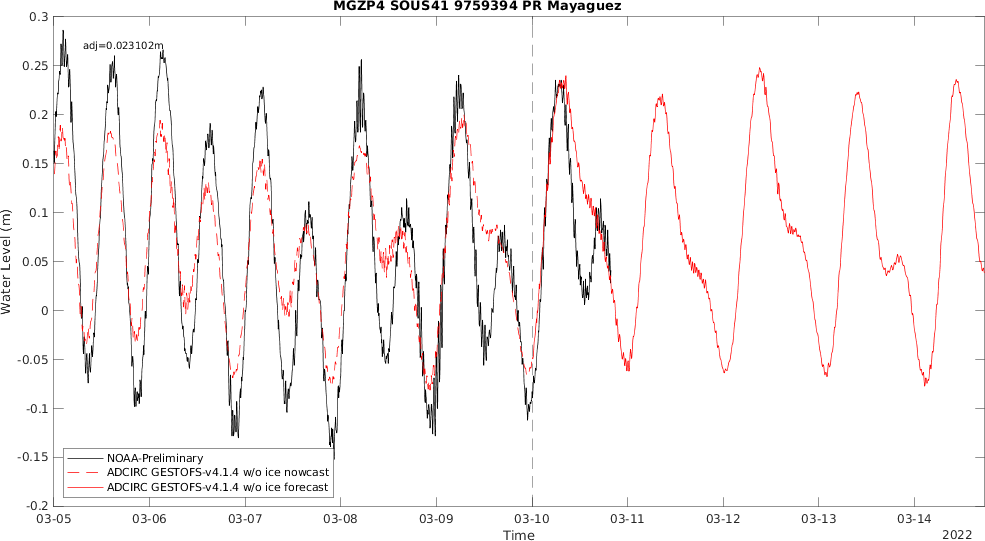 MGZP4 SOUS41 9759394 PR Mayaguez
adj=0.023102m
0.3
0.25
0.2
0.15
0.1
0.05
0
-0.05
-0.1
-0.15
-0.2
Water Level (m)
NOAA-Preliminary
ADCIRC GESTOFS-v4.1.4 w/o ice nowcast
ADCIRC GESTOFS-v4.1.4 w/o ice forecast
03-05 03-06 03-07 03-08 03-09 03-10 03-11 03-12 03-13 03-14
Time
2022